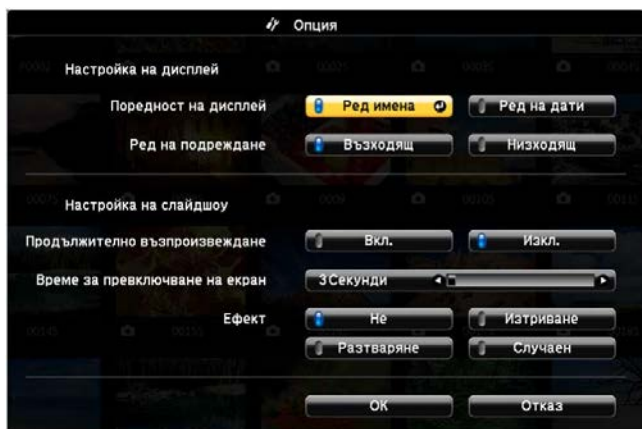 Опция
Настройка на дисплей
Поредност на дисплей Ред имена Ред на дати
Ред на подреждане Възходящ Низходящ
Настройка на слайдшоу
Продължително възпроизвеждане Вкл. Изкл.
Време за превключване на екран 3Секунди
Ефект Не Изтриване
Разтваряне Случаен
OK Отказ